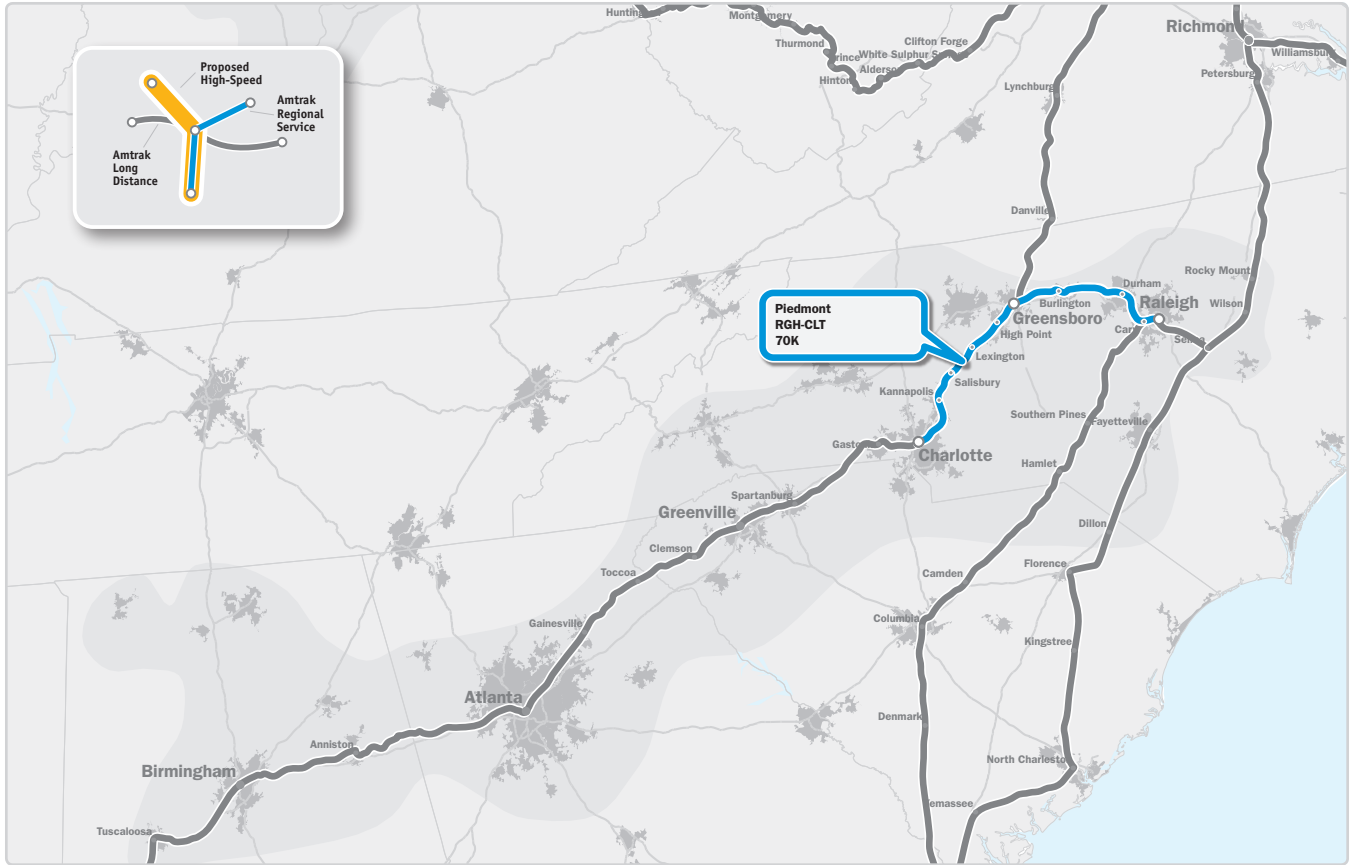 Huntington
Montgomery
Thurmond
Prince
Hinton
Alderson
White Sulphur Springs
Clifton Forge
Richmond
Williamsburg
Petersburg
Lynchburg
Proposed
High-Speed
Amtrak
Regional
Service
Amtrak
Long
Distance
Danville
Rocky Mount
Wilson
Durham
Raleigh
Burlington
Greensboro
Cary
Selma
High Point
Piedmont
RGH-CLT
70K
Lexington
Salisbury
Kannapolis
Southern Pines
Fayetteville
Gastonia
Charlotte
Hamlet
Spartanburg
Greenville
Dillon
Clemson
Toccoa
Camden
Florence
Gainesville
Columbia
Kingstree
Atlanta
Denmark
Anniston
North Charleston
Birmingham
Yemassee
Tuscaloosa